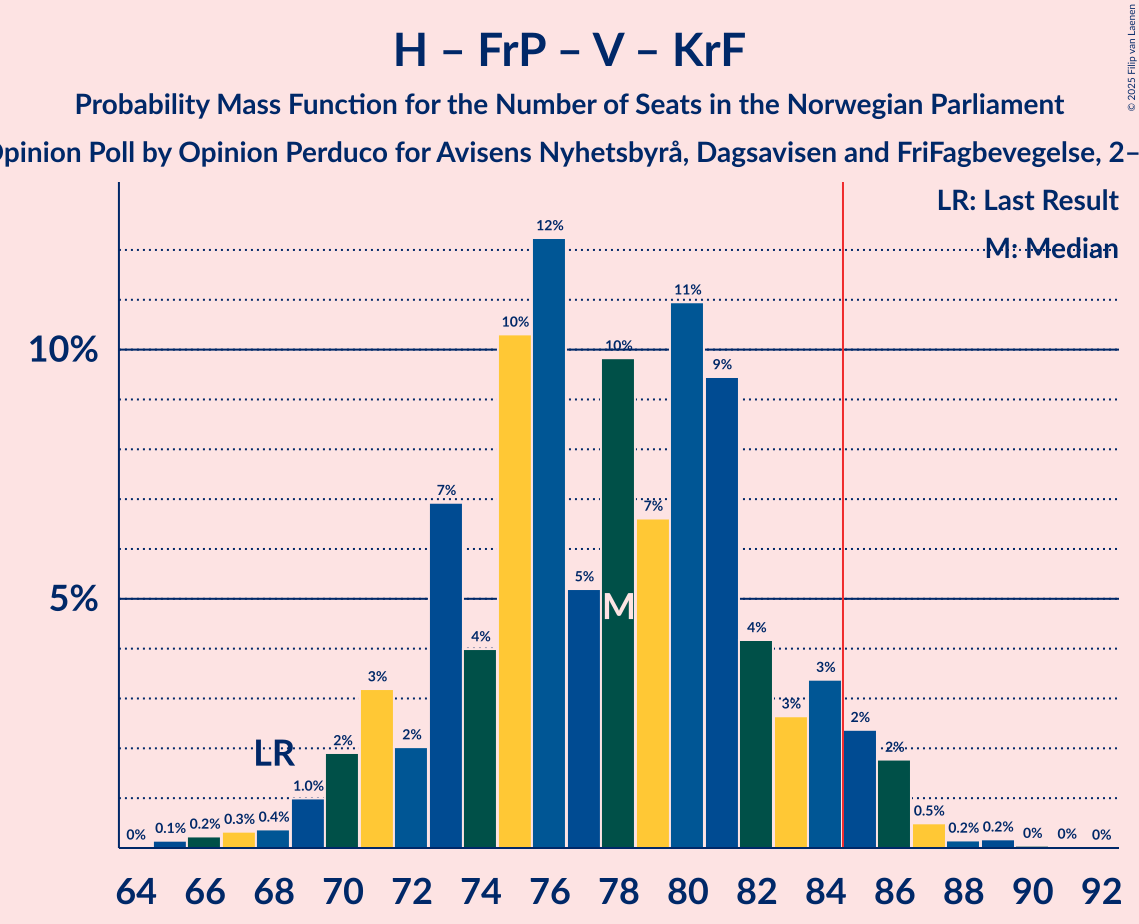 H – FrP – V – KrF
Probability Mass Function for the Number of Seats in the Norwegian Parliament
Opinion Poll by Opinion Perduco for Avisens Nyhetsbyrå, Dagsavisen and FriFagbevegelse, 2–
© 2025 Filip van Laenen
LR: Last Result
M: Median
10%
5%
0% 0.1% 0.2% 0.3% 0.4% 1.0% 2% 3% 2% 7% 4% 10% 12% 5% 10% 7% 11% 9% 4% 3% 3% 2% 2% 0.5% 0.2% 0.2% 0% 0% 0%
LR
M
64 66 68 70 72 74 76 78 80 82 84 86 88 90 92